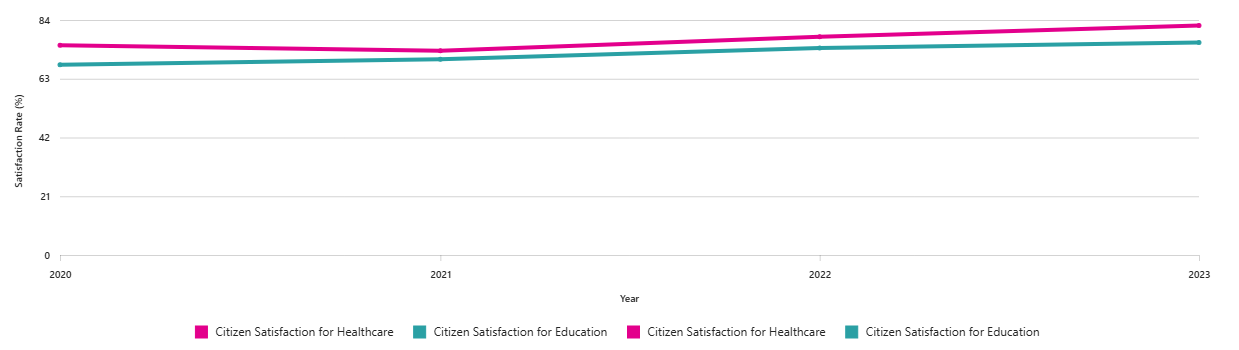 84
63
42
21
0
Satisfaction Rate (%)
2020 2021 2022 2023
Year
Citizen Satisfaction for Healthcare Citizen Satisfaction for Education Citizen Satisfaction for Healthcare Citizen Satisfaction for Education